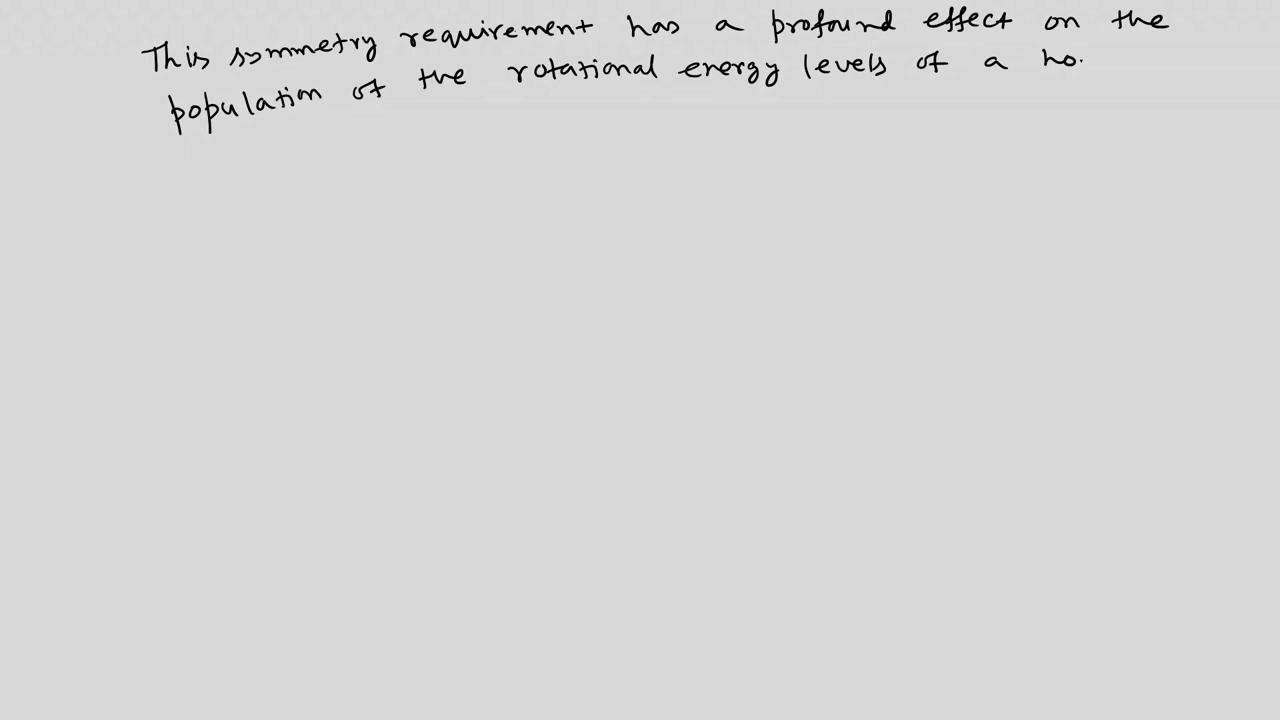 This symmetry requirement has a profound effect on the
population of the rotational energy levels of a ho.